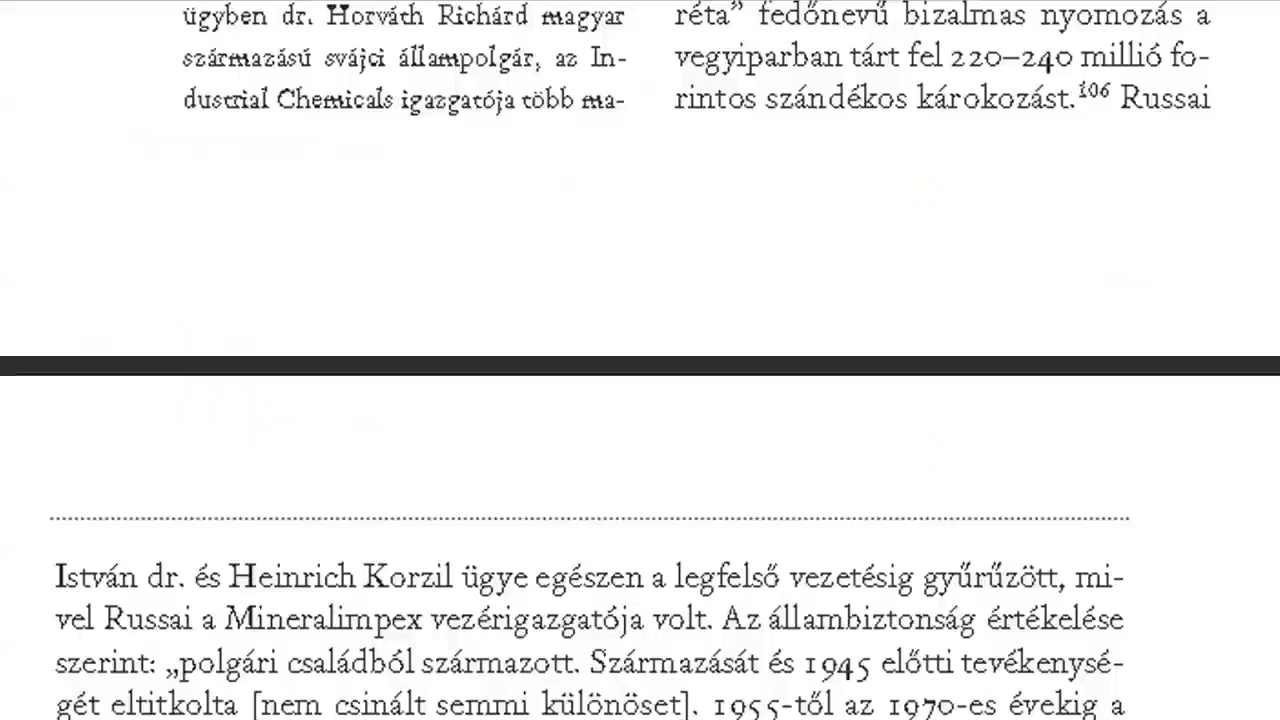 ügyben dr. Horváth Richárd magyar
származású svájci állampolgár, az In-
dustrial Chemicals igazgatója több ma-
réta” fedőnevű bizalmas nyomozás a
vegyiparban tárt fel 220–240 millió fo-
rintos szándékos károkozást.¹⁰⁶ Russai
István dr. és Heinrich Korzil ügye egészen a legfelső vezetésig gyűrűzött, mi-
vel Russai a Mineralimpex vezérigazgatója volt. Az állambiztonság értékelése
szerint: „polgári családból származott. Származását és 1945 előtti tevékenysé-
gét eltitkolta [nem csinált semmi különöset]. 1955-től az 1970-es évekig a